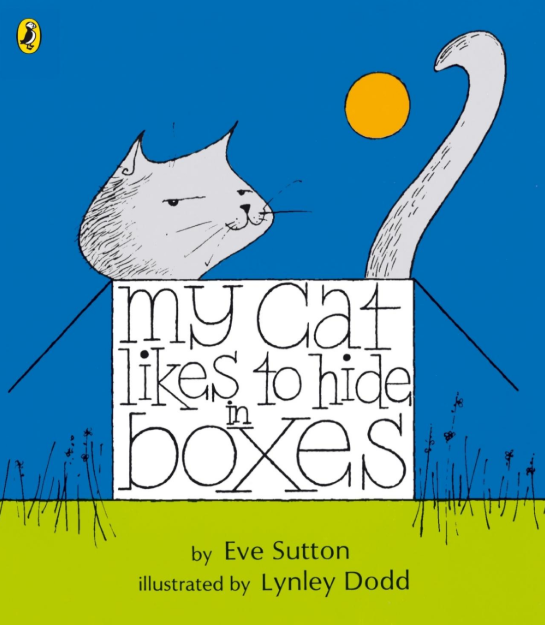 my cat
likes to hide
in
boxes
by Eve Sutton
illustrated by Lynley Dodd